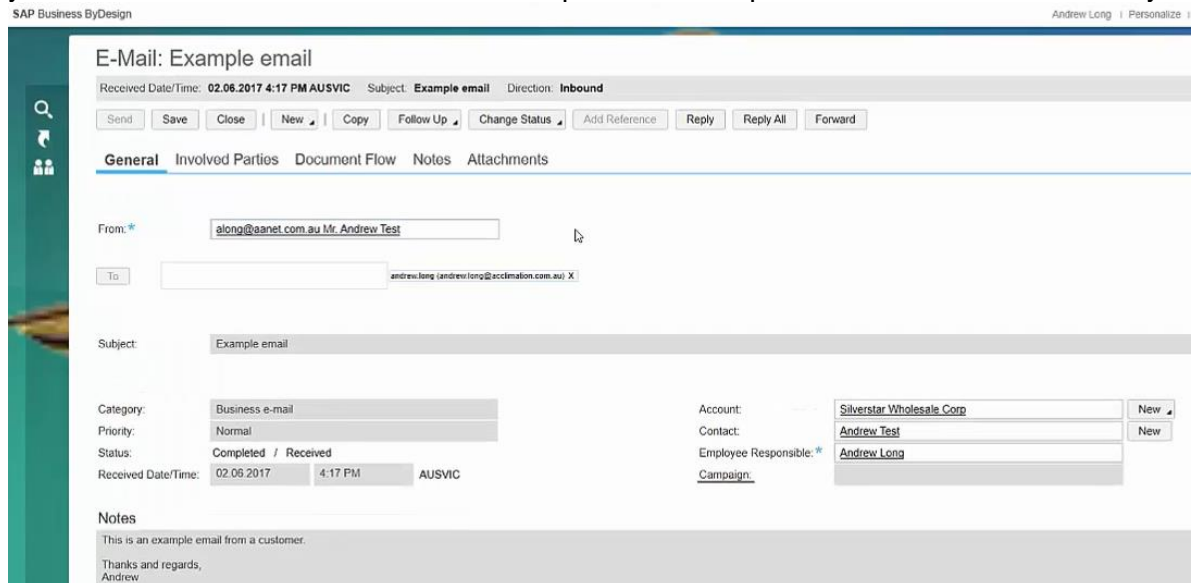 SAP Business ByDesign Andrew Long | Personalize |
E-Mail: Example email
Received Date/Time: 02.06.2017 4:17 PM AUSVIC Subject: Example email Direction: Inbound
Send Save Close | New | Copy Follow Up Change Status Add Reference Reply Reply All Forward
General Involved Parties Document Flow Notes Attachments
From:* along@aanet.com.au Mr. Andrew Test
To andrew.long (andrew.long@acclimation.com.au) X
Subject: Example email
Category: Business e-mail Account: Silverstar Wholesale Corp New
Priority: Normal Contact: Andrew Test New
Status: Completed / Received Employee Responsible:* Andrew Long
Received Date/Time: 02.06.2017 4:17 PM AUSVIC Campaign:
Notes
This is an example email from a customer.
Thanks and regards,
Andrew